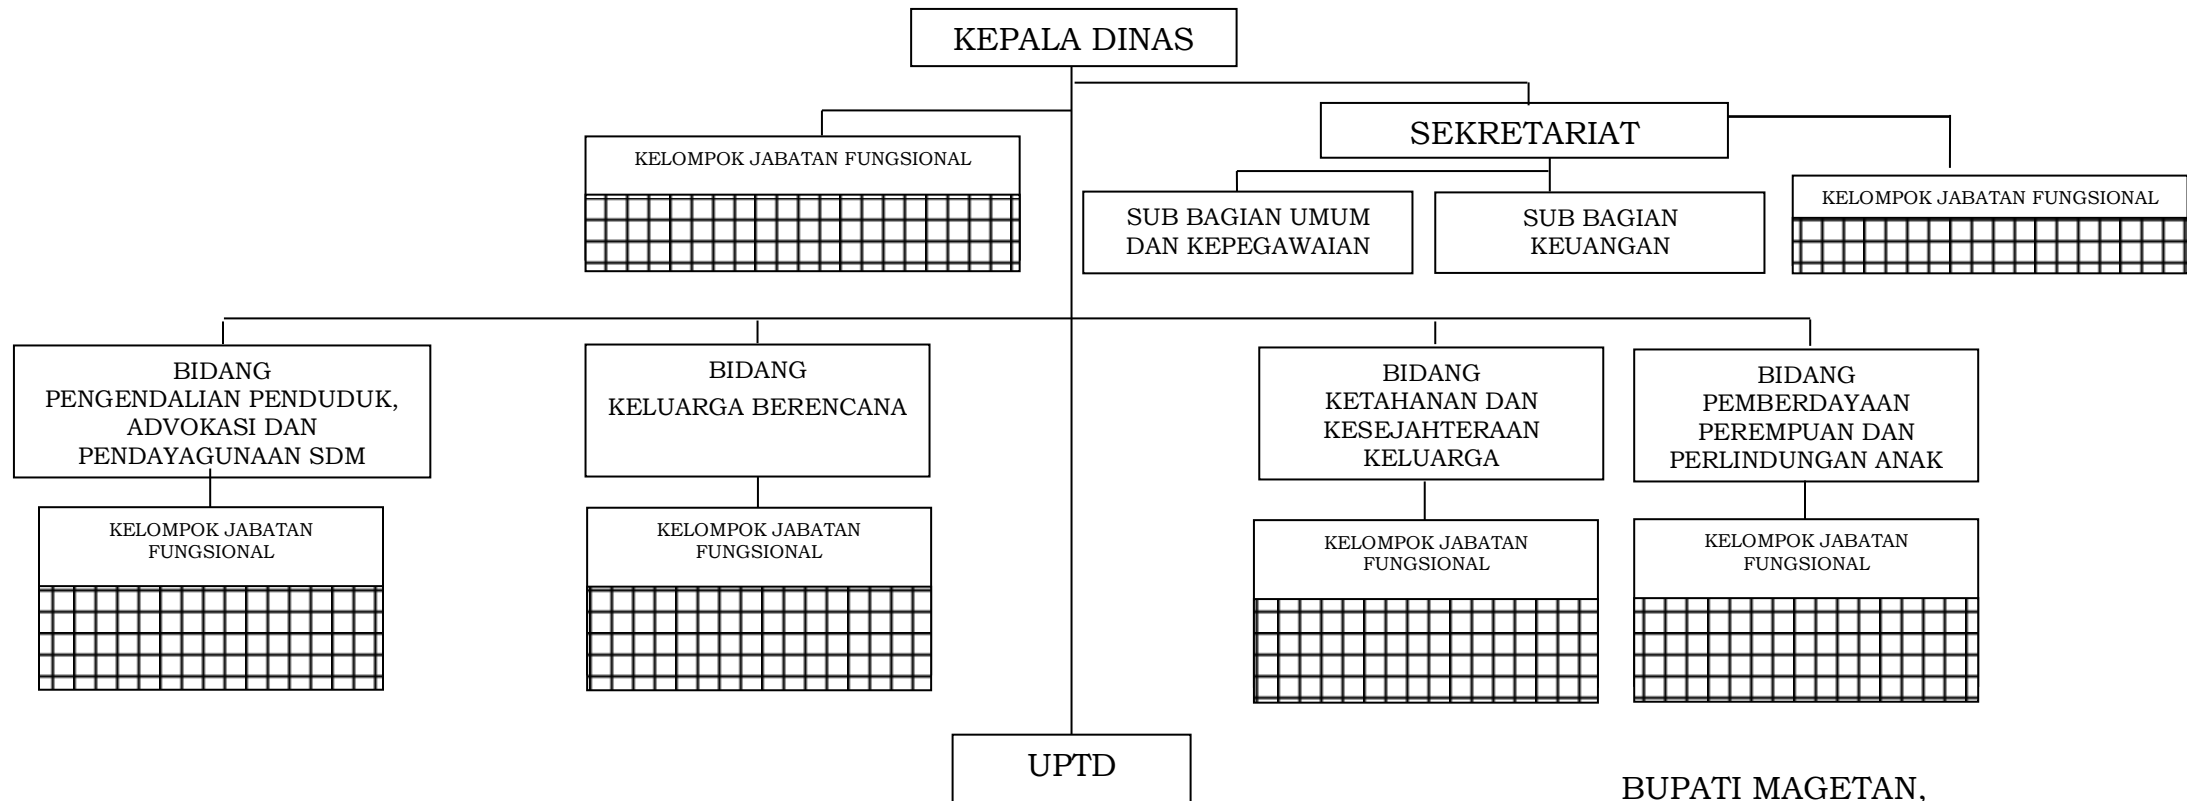 KEPALA DINAS
SEKRETARIAT
KELOMPOK JABATAN FUNGSIONAL
SUB BAGIAN UMUM
DAN KEPEGAWAIAN
SUB BAGIAN
KEUANGAN
KELOMPOK JABATAN FUNGSIONAL
BIDANG
PENGENDALIAN PENDUDUK,
ADVOKASI DAN
PENDAYAGUNAAN SDM
BIDANG
KELUARGA BERENCANA
BIDANG
KETAHANAN DAN
KESEJAHTERAAN
KELUARGA
BIDANG
PEMBERDAYAAN
PEREMPUAN DAN
PERLINDUNGAN ANAK
KELOMPOK JABATAN
FUNGSIONAL
KELOMPOK JABATAN
FUNGSIONAL
KELOMPOK JABATAN
FUNGSIONAL
KELOMPOK JABATAN
FUNGSIONAL
UPTD
BUPATI MAGETAN,